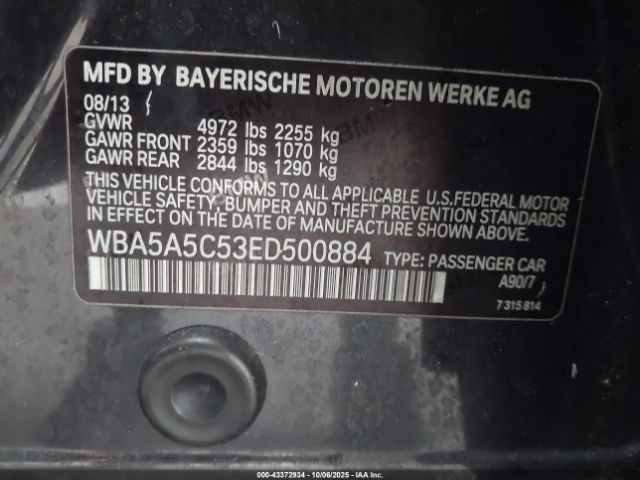 MFD BY BAYERISCHE MOTOREN WERKE AG
08/13
GVWR 4972 lbs 2255 kg
GAWR FRONT 2359 lbs 1070 kg
GAWR REAR 2844 lbs 1290 kg
THIS VEHICLE CONFORMS TO ALL APPLICABLE U.S.FEDERAL MOTOR
VEHICLE SAFETY, BUMPER AND THEFT PREVENTION STANDARDS
IN EFFECT ON THE DATE OF MANUFACTURE SHOWN ABOVE.
WBA5A5C53ED500884 TYPE: PASSENGER CAR
A90/7
7 315 814
(STOCK) - 43372934 | 10/06/2025 - IAA Inc.